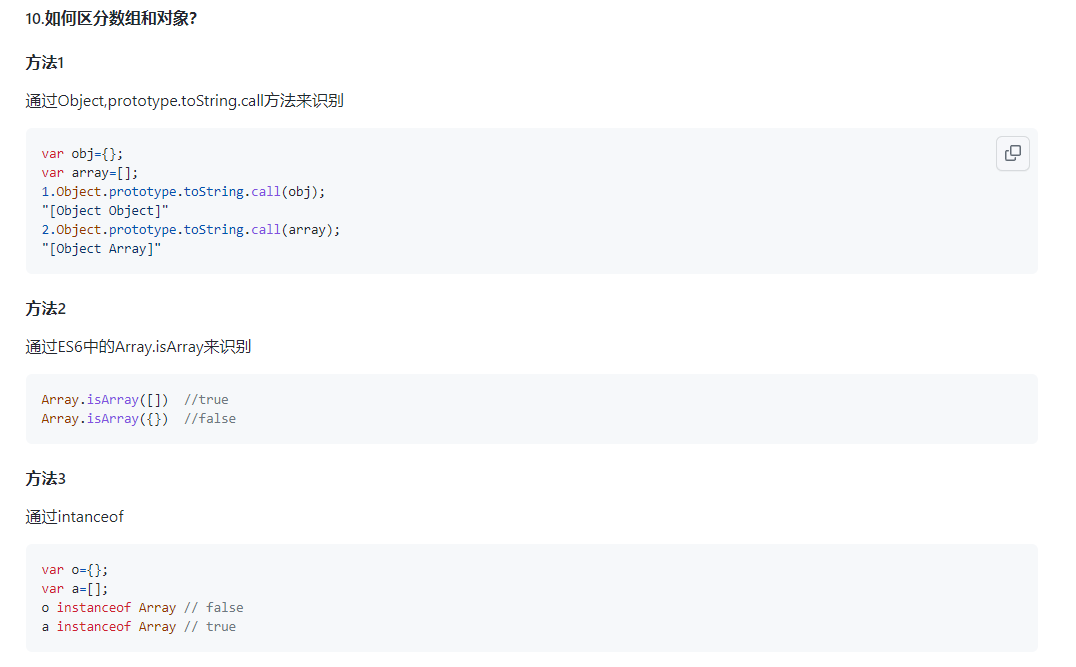 10.如何区分数组和对象?
方法1
通过Object,prototype.toString.call方法来识别
var obj={};
var array=[];
1.Object.prototype.toString.call(obj);
"[Object Object]"
2.Object.prototype.toString.call(array);
"[Object Array]"
方法2
通过ES6中的Array.isArray来识别
Array.isArray([])  //true
Array.isArray({})  //false
方法3
通过intanceof
var o={};
var a=[];
o instanceof Array // false
a instanceof Array // true